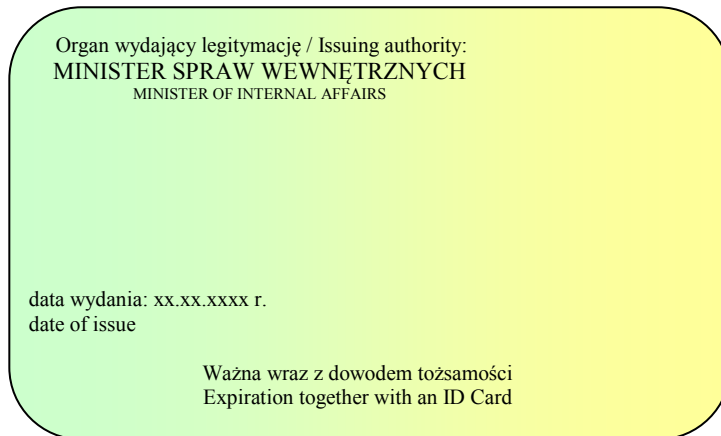 Organ wydający legitymację / Issuing authority:
MINISTER SPRAW WEWNĘTRZNYCH
MINISTER OF INTERNAL AFFAIRS
data wydania: xx.xx.xxxx r.
date of issue
Ważna wraz z dowodem tożsamości
Expiration together with an ID Card